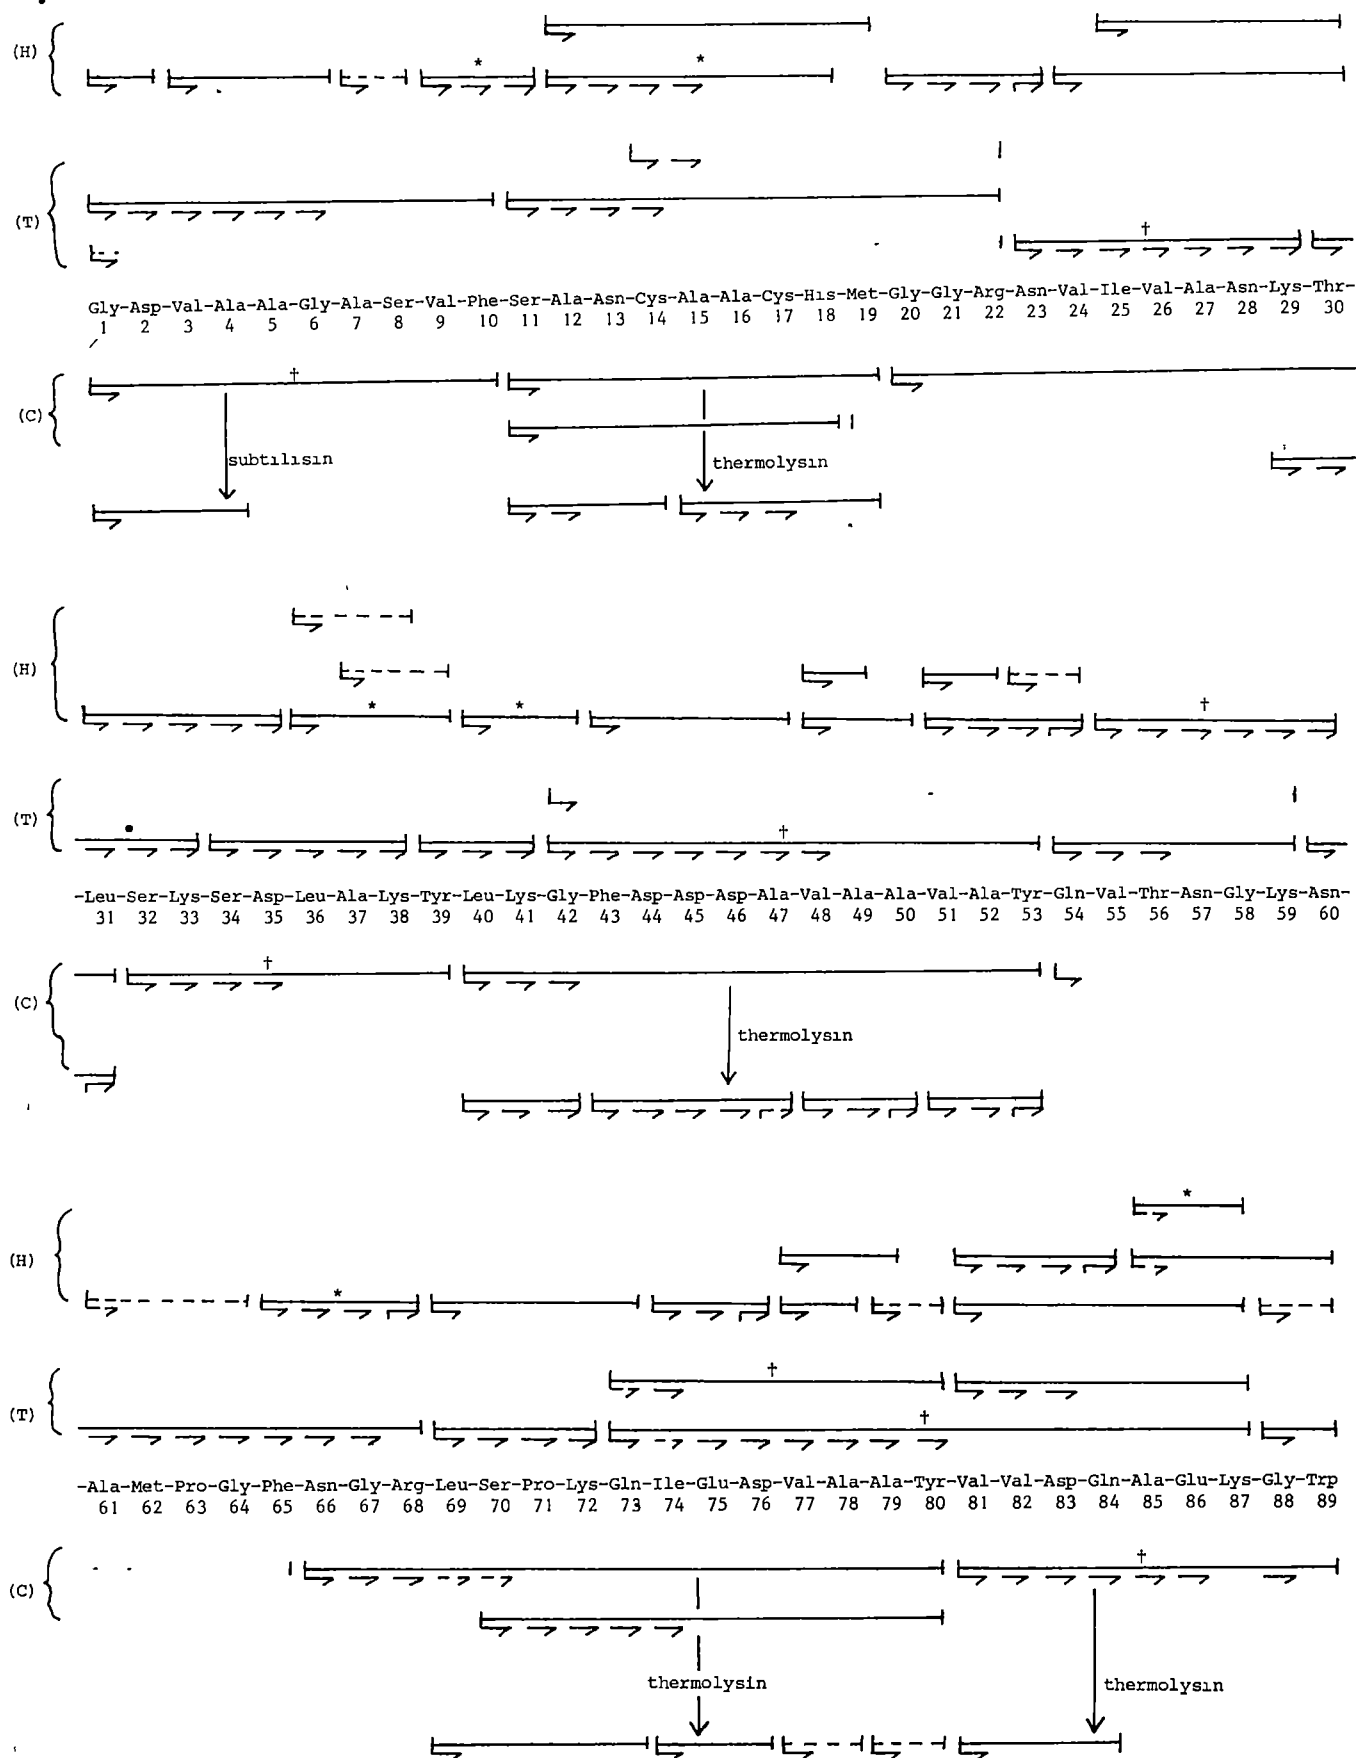 (H)
*
*
(T)
†
Gly-Asp-Val-Ala-Ala-Gly-Ala-Ser-Val-Phe-Ser-Ala-Asn-Cys-Ala-Ala-Cys-His-Met-Gly-Gly-Arg-Asn-Val-Ile-Val-Ala-Asn-Lys-Thr-
1 2 3 4 5 6 7 8 9 10 11 12 13 14 15 16 17 18 19 20 21 22 23 24 25 26 27 28 29 30
†
(C)
subtilisin
thermolysin
(H)
*
*
†
(T)
†
-Leu-Ser-Lys-Ser-Asp-Leu-Ala-Lys-Tyr-Leu-Lys-Gly-Phe-Asp-Asp-Asp-Ala-Val-Ala-Ala-Val-Ala-Tyr-Gln-Val-Thr-Asn-Gly-Lys-Asn-
31 32 33 34 35 36 37 38 39 40 41 42 43 44 45 46 47 48 49 50 51 52 53 54 55 56 57 58 59 60
†
(C)
thermolysin
*
(H)
*
†
(T)
†
-Ala-Met-Pro-Gly-Phe-Asn-Gly-Arg-Leu-Ser-Pro-Lys-Gln-Ile-Glu-Asp-Val-Ala-Ala-Tyr-Val-Val-Asp-Gln-Ala-Glu-Lys-Gly-Trp
61 62 63 64 65 66 67 68 69 70 71 72 73 74 75 76 77 78 79 80 81 82 83 84 85 86 87 88 89
†
(C)
thermolysin
thermolysin